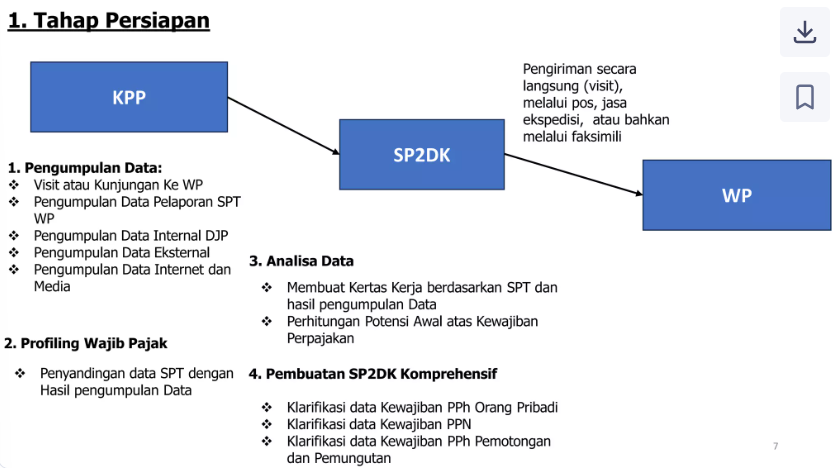 1. Tahap Persiapan
KPP
SP2DK
Pengiriman secara
langsung (visit),
melalui pos, jasa
ekspedisi, atau bahkan
melalui faksimili
WP
1. Pengumpulan Data:
❖ Visit atau Kunjungan Ke WP
❖ Pengumpulan Data Pelaporan SPT
WP
❖ Pengumpulan Data Internal DJP
❖ Pengumpulan Data Eksternal
❖ Pengumpulan Data Internet dan
Media
2. Profiling Wajib Pajak
❖ Penyandingan data SPT dengan
Hasil pengumpulan Data
3. Analisa Data
❖ Membuat Kertas Kerja berdasarkan SPT dan
hasil pengumpulan Data
❖ Perhitungan Potensi Awal atas Kewajiban
Perpajakan
4. Pembuatan SP2DK Komprehensif
❖ Klarifikasi data Kewajiban PPh Orang Pribadi
❖ Klarifikasi data Kewajiban PPN
❖ Klarifikasi data Kewajiban PPh Pemotongan
dan Pemungutan
7